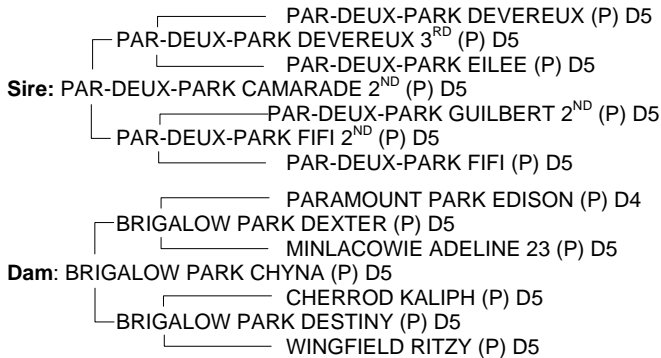 PAR-DEUX-PARK DEVEREUX (P) D5
PAR-DEUX-PARK DEVEREUX 3RD (P) D5
PAR-DEUX-PARK EILEE (P) D5
Sire: PAR-DEUX-PARK CAMARADE 2ND (P) D5
PAR-DEUX-PARK GUILBERT 2ND (P) D5
PAR-DEUX-PARK FIFI 2ND (P) D5
PAR-DEUX-PARK FIFI (P) D5
PARAMOUNT PARK EDISON (P) D4
BRIGALOW PARK DEXTER (P) D5
MINLACOWIE ADELINE 23 (P) D5
Dam: BRIGALOW PARK CHYNA (P) D5
CHERROD KALIPH (P) D5
BRIGALOW PARK DESTINY (P) D5
WINGFIELD RITZY (P) D5